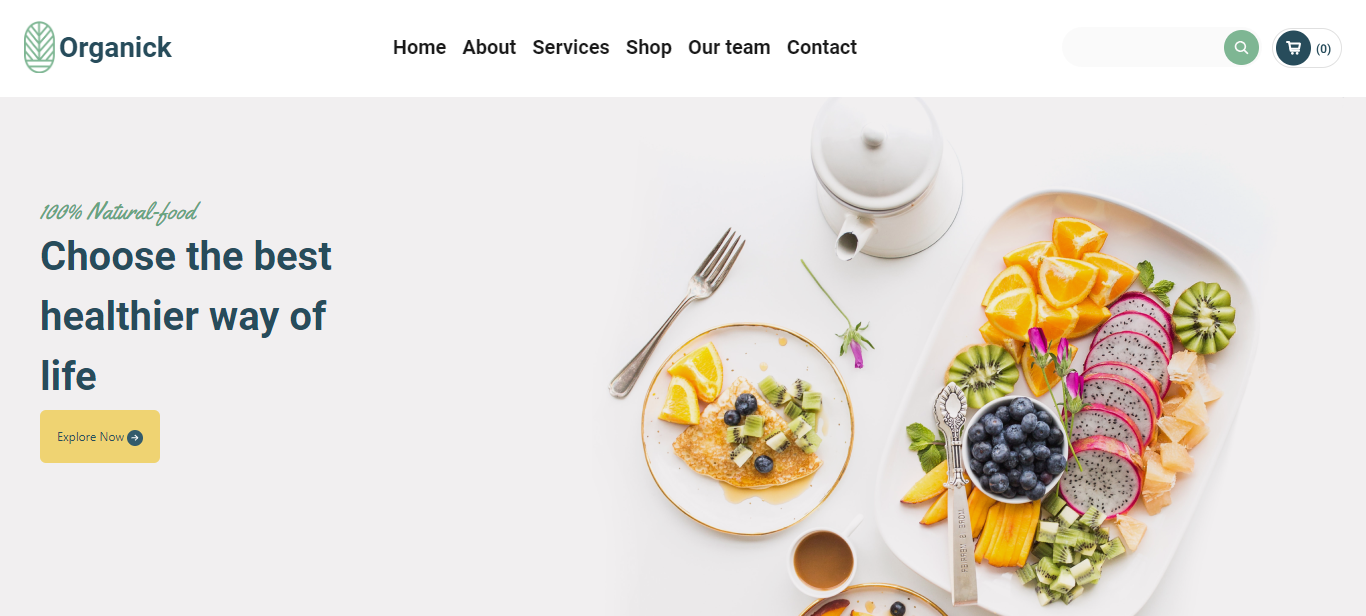 Organick
Home About Services Shop Our team Contact
(0)
100% Natural-food
Choose the best
healthier way of
life
Explore Now